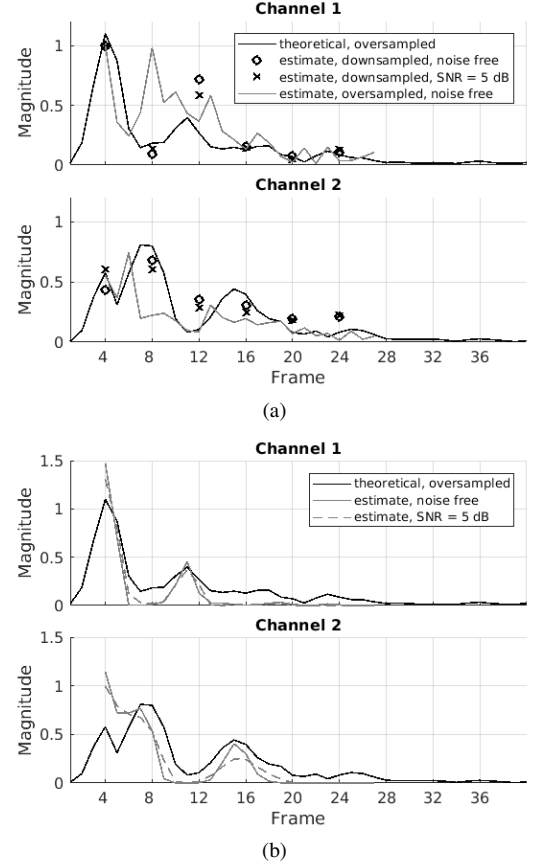 Channel 1
1
0.5
0
Magnitude
theoretical, oversampled
estimate, downsampled, noise free
estimate, downsampled, SNR = 5 dB
estimate, oversampled, noise free
Channel 2
1
0.5
0
Magnitude
4 8 12 16 20 24 28 32 36
Frame
(a)
Channel 1
1.5
1
0.5
0
Magnitude
theoretical, oversampled
estimate, noise free
estimate, SNR = 5 dB
Channel 2
1.5
1
0.5
0
Magnitude
4 8 12 16 20 24 28 32 36
Frame
(b)